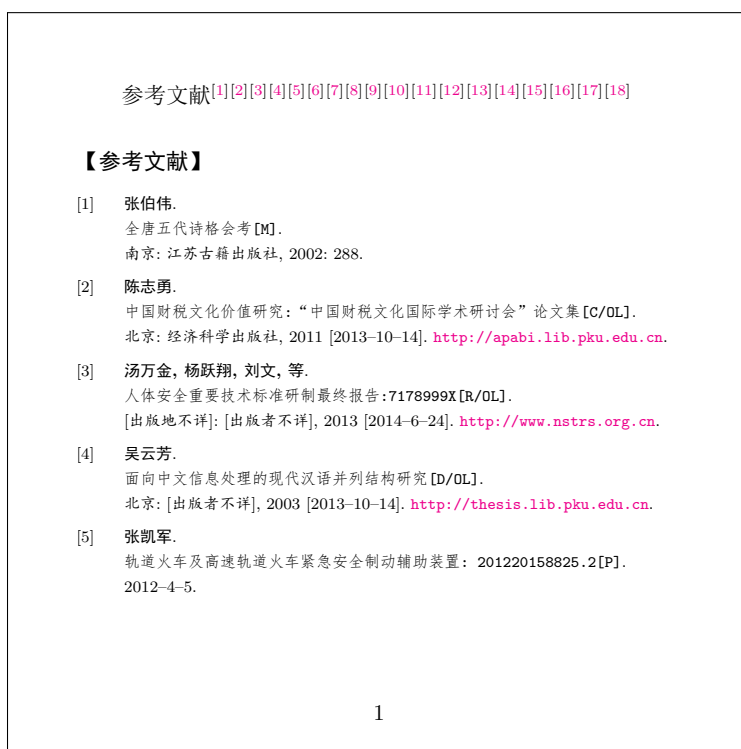 参考文献[1][2][3][4][5][6][7][8][9][10][11][12][13][14][15][16][17][18]
【参考文献】
[1] 张伯伟.
全唐五代诗格会考[M].
南京: 江苏古籍出版社, 2002: 288.
[2] 陈志勇.
中国财税文化价值研究: “中国财税文化国际学术研讨会” 论文集[C/OL].
北京: 经济科学出版社, 2011 [2013–10–14]. http://apabi.lib.pku.edu.cn.
[3] 汤万金, 杨跃翔, 刘文, 等.
人体安全重要技术标准研制最终报告:7178999X[R/OL].
[出版地不详]: [出版者不详], 2013 [2014–6–24]. http://www.nstrs.org.cn.
[4] 吴云芳.
面向中文信息处理的现代汉语并列结构研究[D/OL].
北京: [出版者不详], 2003 [2013–10–14]. http://thesis.lib.pku.edu.cn.
[5] 张凯军.
轨道火车及高速轨道火车紧急安全制动辅助装置: 201220158825.2[P].
2012–4–5.
1